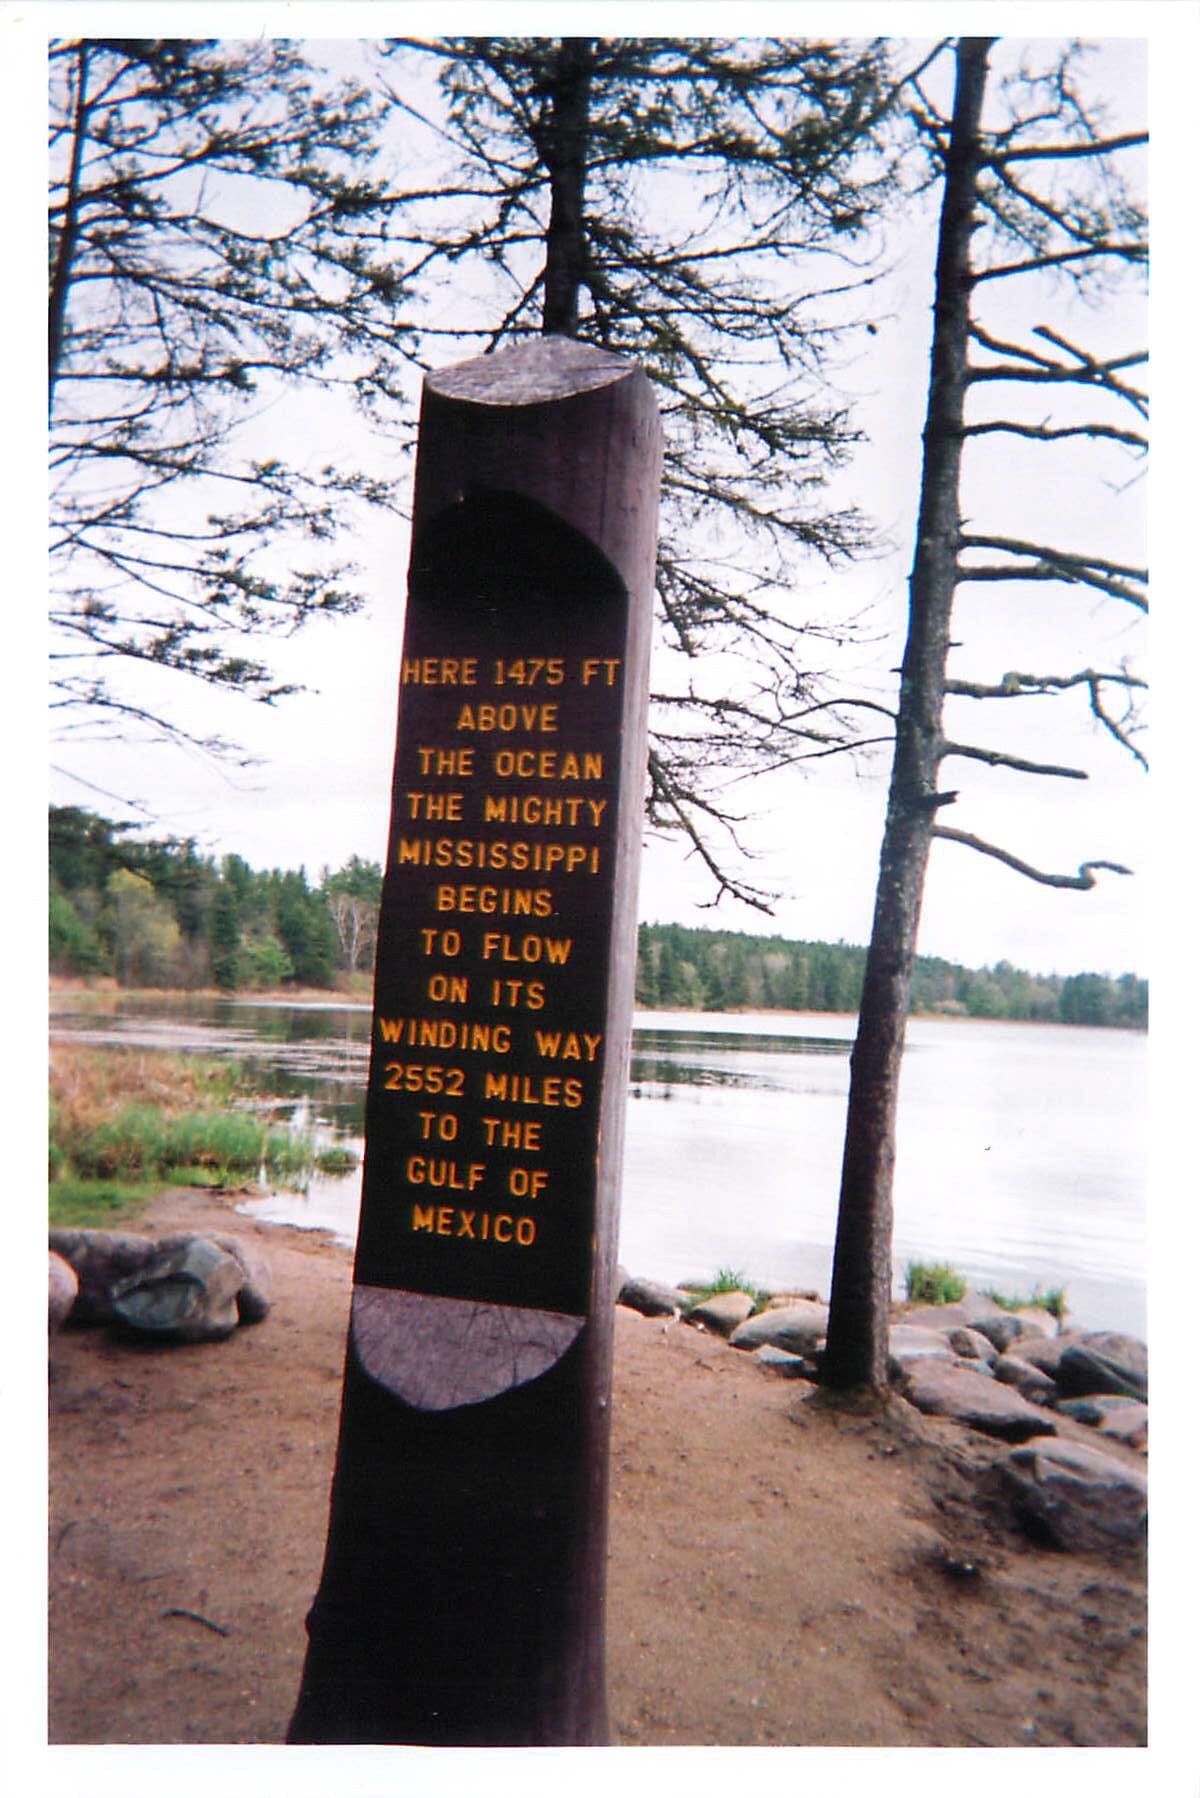 HERE 1475 FT
ABOVE
THE OCEAN
THE MIGHTY
MISSISSIPPI
BEGINS
TO FLOW
ON ITS
WINDING WAY
2552 MILES
TO THE
GULF OF
MEXICO